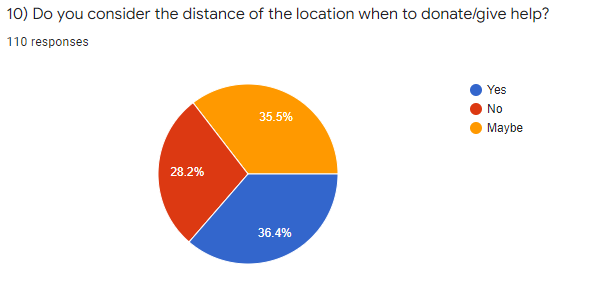 10) Do you consider the distance of the location when to donate/give help?
110 responses
Yes
No
Maybe
35.5%
28.2%
36.4%